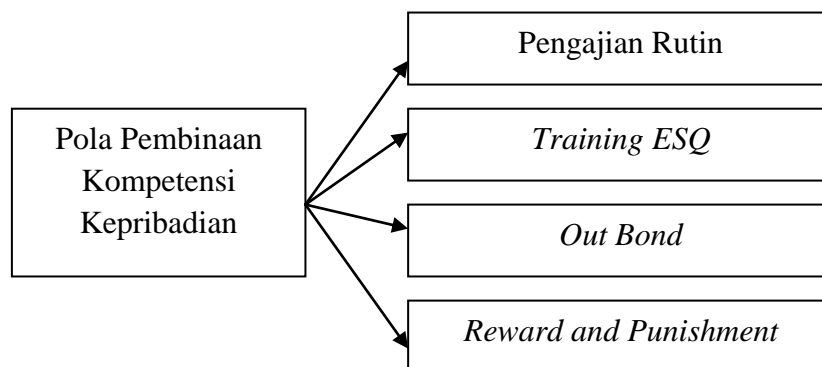 Pola Pembinaan
Kompetensi
Kepribadian
Pengajian Rutin
Training ESQ
Out Bond
Reward and Punishment